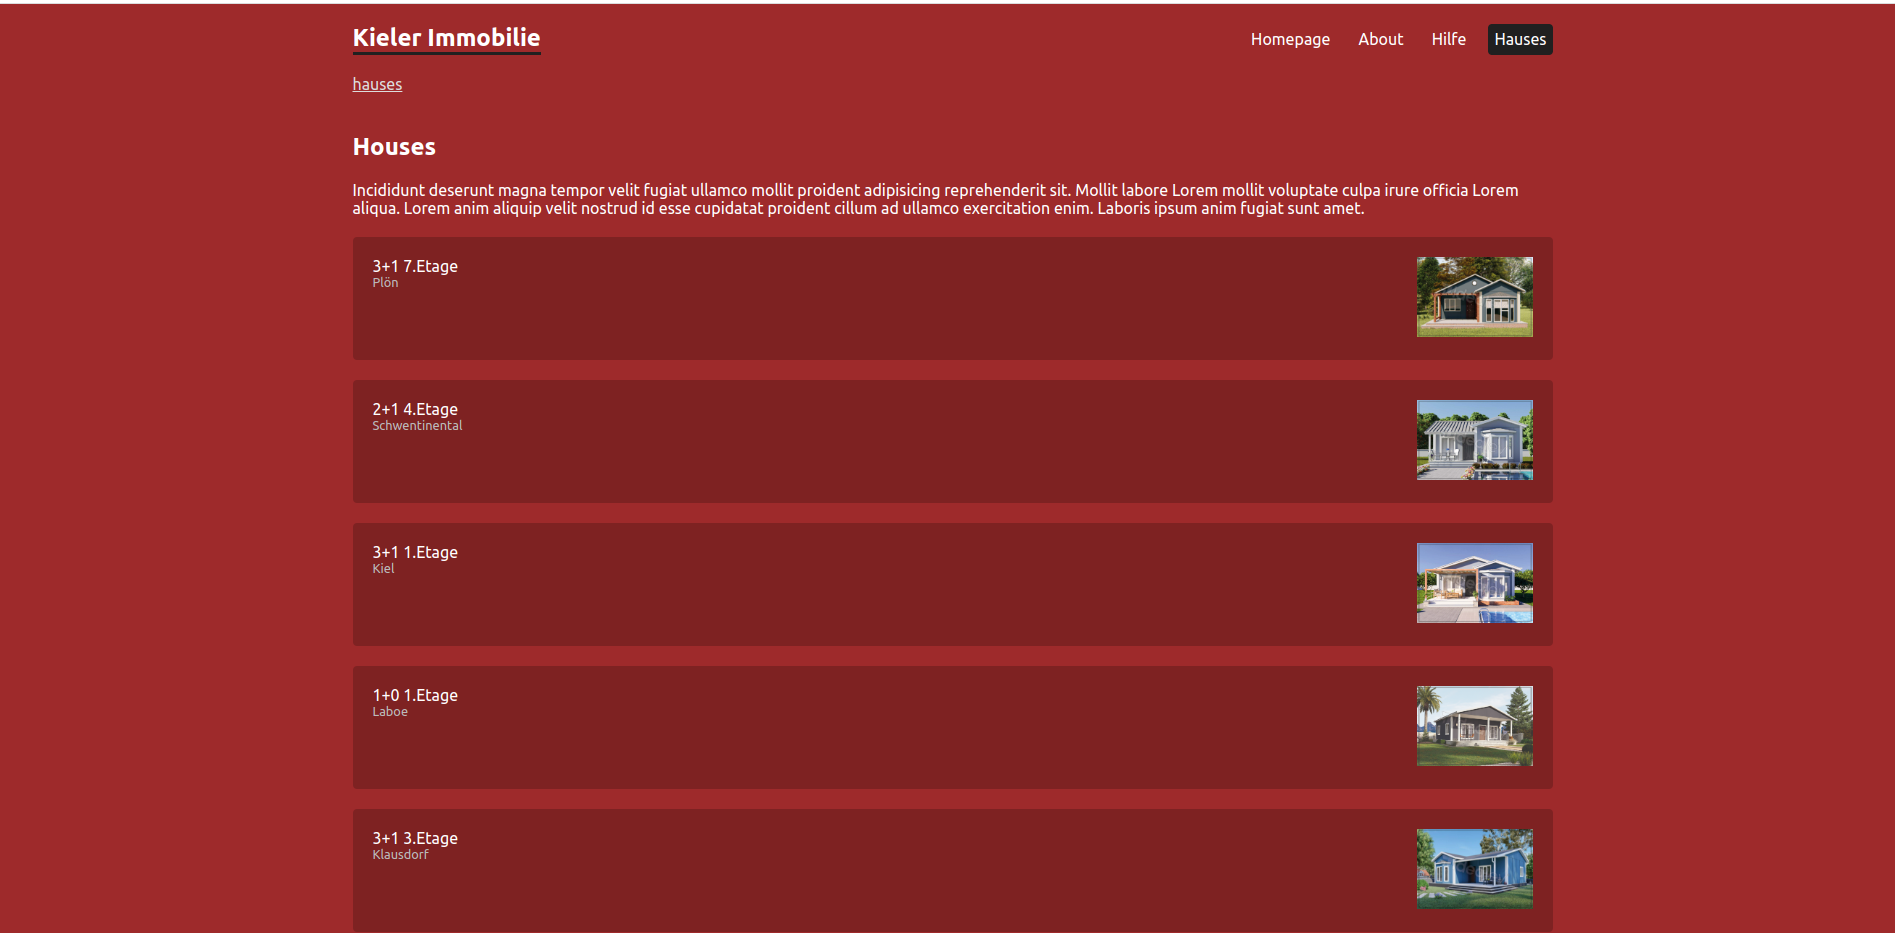 Kieler Immobilie
Homepage About Hilfe Hauses
hauses
Houses
Incididunt deserunt magna tempor velit fugiat ullamco mollit proident adipisicing reprehenderit sit. Mollit labore Lorem mollit voluptate culpa irure officia Lorem
aliqua. Lorem anim aliquip velit nostrud id esse cupidatat proident cillum ad ullamco exercitation enim. Laboris ipsum anim fugiat sunt amet.
3+1 7.Etage
Plön
2+1 4.Etage
Schwentinental
3+1 1.Etage
Kiel
1+0 1.Etage
Laboe
3+1 3.Etage
Klausdorf